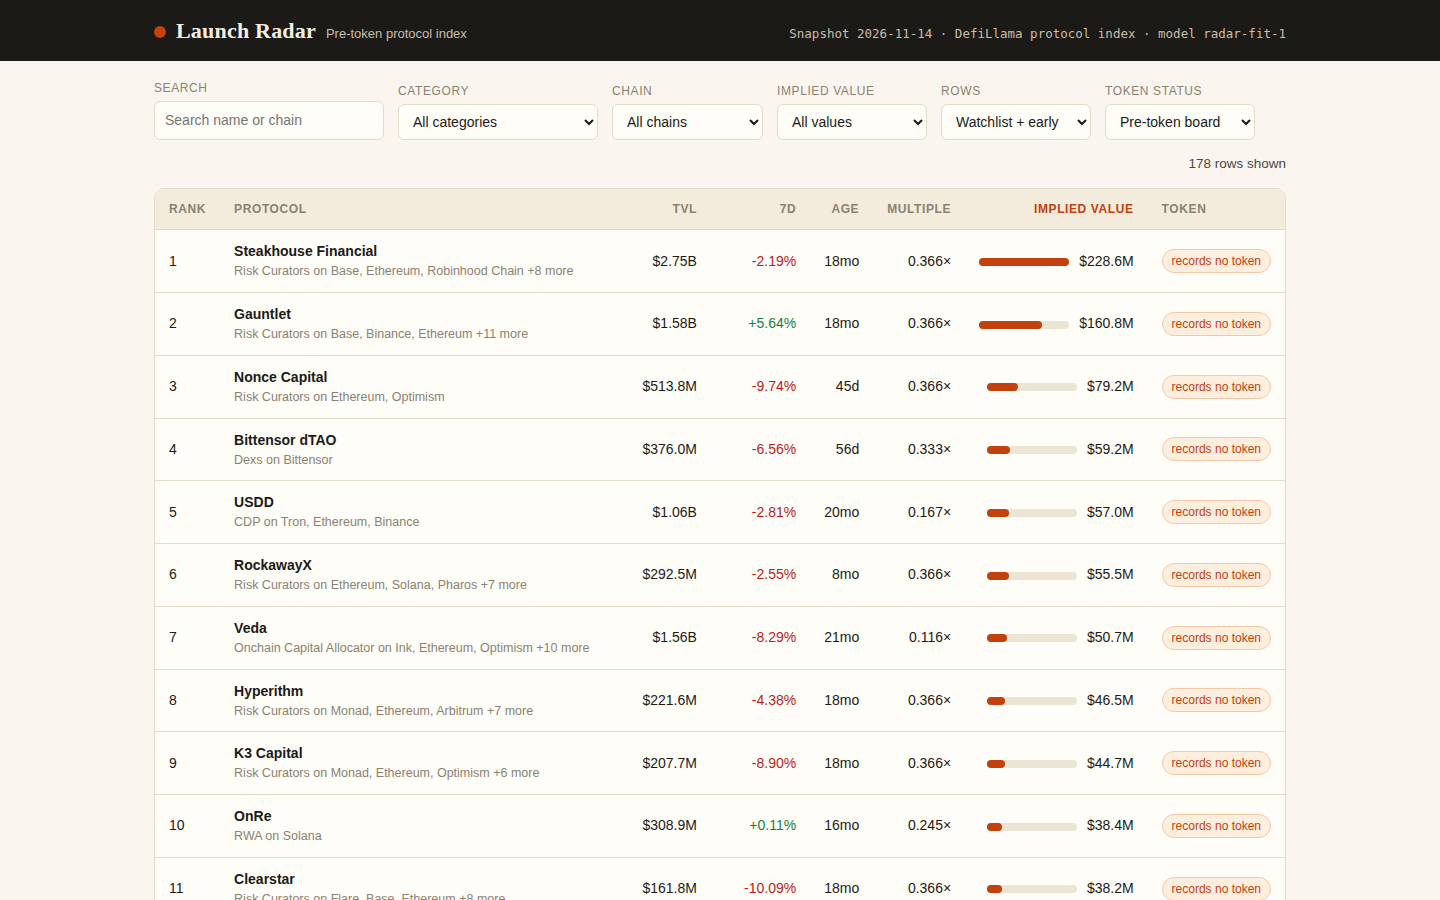 Launch Radar Pre-token protocol index Snapshot 2026-11-14 · DefiLlama protocol index · model radar-fit-1
SEARCH CATEGORY CHAIN IMPLIED VALUE ROWS TOKEN STATUS
Search name or chain All categories All chains All values Watchlist + early Pre-token board
178 rows shown
RANK PROTOCOL TVL 7D AGE MULTIPLE IMPLIED VALUE TOKEN
1 Steakhouse Financial $2.75B -2.19% 18mo 0.366× $228.6M records no token
Risk Curators on Base, Ethereum, Robinhood Chain +8 more
2 Gauntlet $1.58B +5.64% 18mo 0.366× $160.8M records no token
Risk Curators on Base, Binance, Ethereum +11 more
3 Nonce Capital $513.8M -9.74% 45d 0.366× $79.2M records no token
Risk Curators on Ethereum, Optimism
4 Bittensor dTAO $376.0M -6.56% 56d 0.333× $59.2M records no token
Dexs on Bittensor
5 USDD $1.06B -2.81% 20mo 0.167× $57.0M records no token
CDP on Tron, Ethereum, Binance
6 RockawayX $292.5M -2.55% 8mo 0.366× $55.5M records no token
Risk Curators on Ethereum, Solana, Pharos +7 more
7 Veda $1.56B -8.29% 21mo 0.116× $50.7M records no token
Onchain Capital Allocator on Ink, Ethereum, Optimism +10 more
8 Hyperithm $221.6M -4.38% 18mo 0.366× $46.5M records no token
Risk Curators on Monad, Ethereum, Arbitrum +7 more
9 K3 Capital $207.7M -8.90% 18mo 0.366× $44.7M records no token
Risk Curators on Monad, Ethereum, Optimism +6 more
10 OnRe $308.9M +0.11% 16mo 0.245× $38.4M records no token
RWA on Solana
11 Clearstar $161.8M -10.09% 18mo 0.366× $38.2M records no token
Risk Curators on Flare, Base, Ethereum +8 more